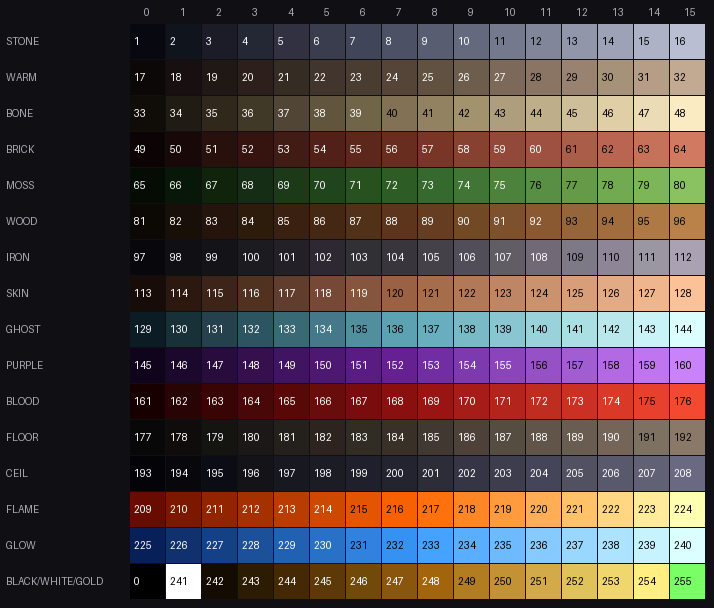 0 1 2 3 4 5 6 7 8 9 10 11 12 13 14 15
STONE 1 2 3 4 5 6 7 8 9 10 11 12 13 14 15 16
WARM 17 18 19 20 21 22 23 24 25 26 27 28 29 30 31 32
BONE 33 34 35 36 37 38 39 40 41 42 43 44 45 46 47 48
BRICK 49 50 51 52 53 54 55 56 57 58 59 60 61 62 63 64
MOSS 65 66 67 68 69 70 71 72 73 74 75 76 77 78 79 80
WOOD 81 82 83 84 85 86 87 88 89 90 91 92 93 94 95 96
IRON 97 98 99 100 101 102 103 104 105 106 107 108 109 110 111 112
SKIN 113 114 115 116 117 118 119 120 121 122 123 124 125 126 127 128
GHOST 129 130 131 132 133 134 135 136 137 138 139 140 141 142 143 144
PURPLE 145 146 147 148 149 150 151 152 153 154 155 156 157 158 159 160
BLOOD 161 162 163 164 165 166 167 168 169 170 171 172 173 174 175 176
FLOOR 177 178 179 180 181 182 183 184 185 186 187 188 189 190 191 192
CEIL 193 194 195 196 197 198 199 200 201 202 203 204 205 206 207 208
FLAME 209 210 211 212 213 214 215 216 217 218 219 220 221 222 223 224
GLOW 225 226 227 228 229 230 231 232 233 234 235 236 237 238 239 240
BLACK/WHITE/GOLD 0 241 242 243 244 245 246 247 248 249 250 251 252 253 254 255